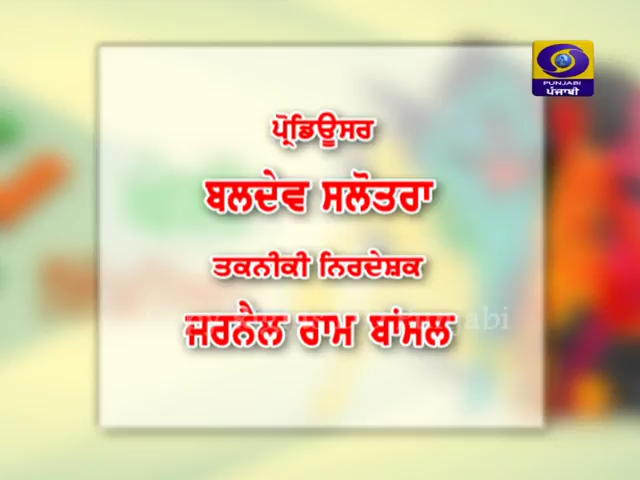 PUNJABI
ਪੰਜਾਬੀ
ਪ੍ਰੋਡਿਊਸਰ
ਬਲਦੇਵ ਸਲੋਤਰਾ
ਤਕਨੀਕੀ ਨਿਰਦੇਸ਼ਕ
ਜਰਨੈਲ ਰਾਮ ਬਾਂਸਲ